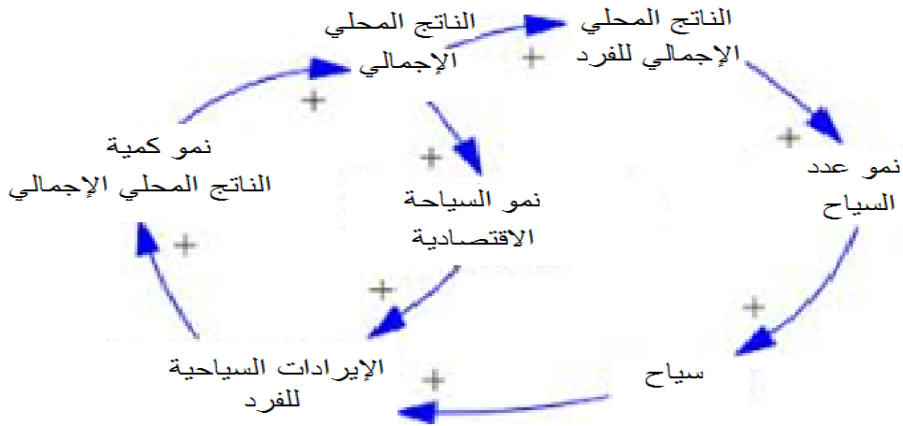 الناتج المحلي
الإجمالي
+
الناتج المحلي
الإجمالي للفرد
+
نمو عدد
السياح
+
نمو كمية
الناتج المحلي الإجمالي
+
نمو السياحة
الاقتصادية
+
+
+
+
الإيرادات السياحية
للفرد
+
سياح